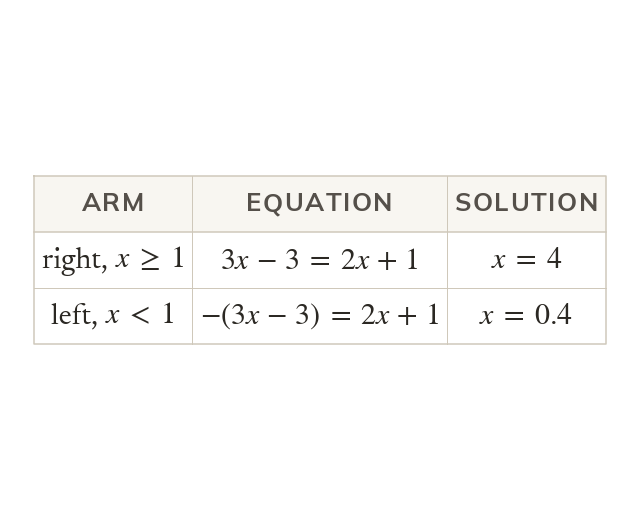 ARM EQUATION SOLUTION
right, x ≥ 1 3x − 3 = 2x + 1 x = 4
left, x < 1 −(3x − 3) = 2x + 1 x = 0.4